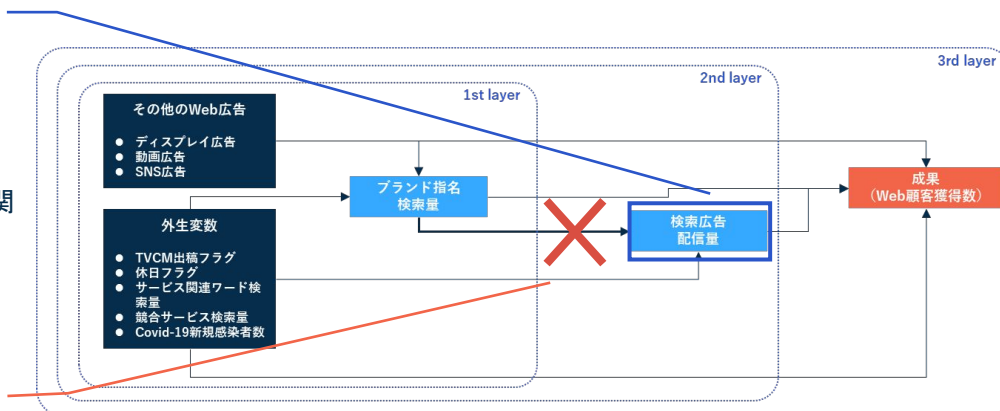 3rd layer
2nd layer
1st layer
その他のWeb広告
● ディスプレイ広告
● 動画広告
● SNS広告
ブランド指名
検索量
成果
（Web顧客獲得数）
関
外生変数
検索広告
配信量
● TVCM出稿フラグ
● 休日フラグ
● サービス関連ワード検
索量
● 競合サービス検索量
● Covid-19新規感染者数